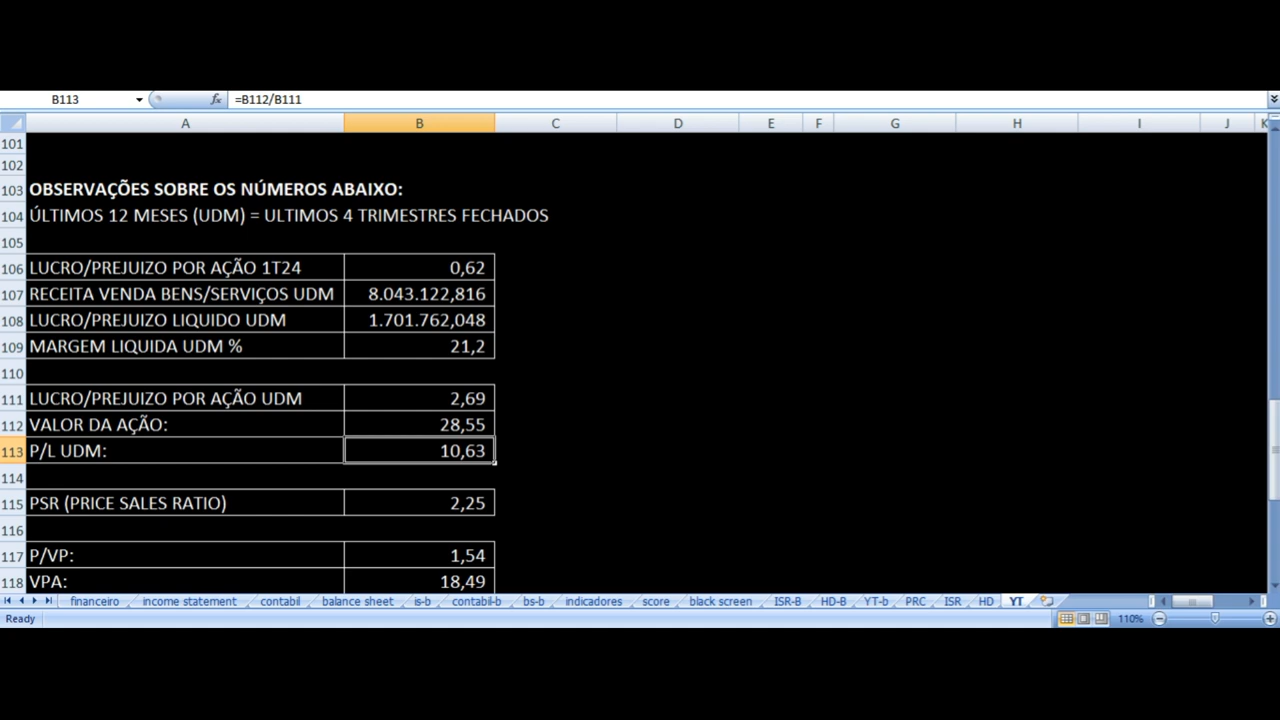 B113 fx =B112/B111
A B C D E F G H I J K
101
102
103 OBSERVAÇÕES SOBRE OS NÚMEROS ABAIXO:
104 ÚLTIMOS 12 MESES (UDM) = ULTIMOS 4 TRIMESTRES FECHADOS
105
106 LUCRO/PREJUIZO POR AÇÃO 1T24 0,62
107 RECEITA VENDA BENS/SERVIÇOS UDM 8.043.122,816
108 LUCRO/PREJUIZO LIQUIDO UDM 1.701.762,048
109 MARGEM LIQUIDA UDM % 21,2
110
111 LUCRO/PREJUIZO POR AÇÃO UDM 2,69
112 VALOR DA AÇÃO: 28,55
113 P/L UDM: 10,63
114
115 PSR (PRICE SALES RATIO) 2,25
116
117 P/VP: 1,54
118 VPA: 18,49
financeiro income statement contabil balance sheet is-b contabil-b bs-b indicadores score black screen ISR-B HD-B YT-b PRC ISR HD YT
Ready 110%